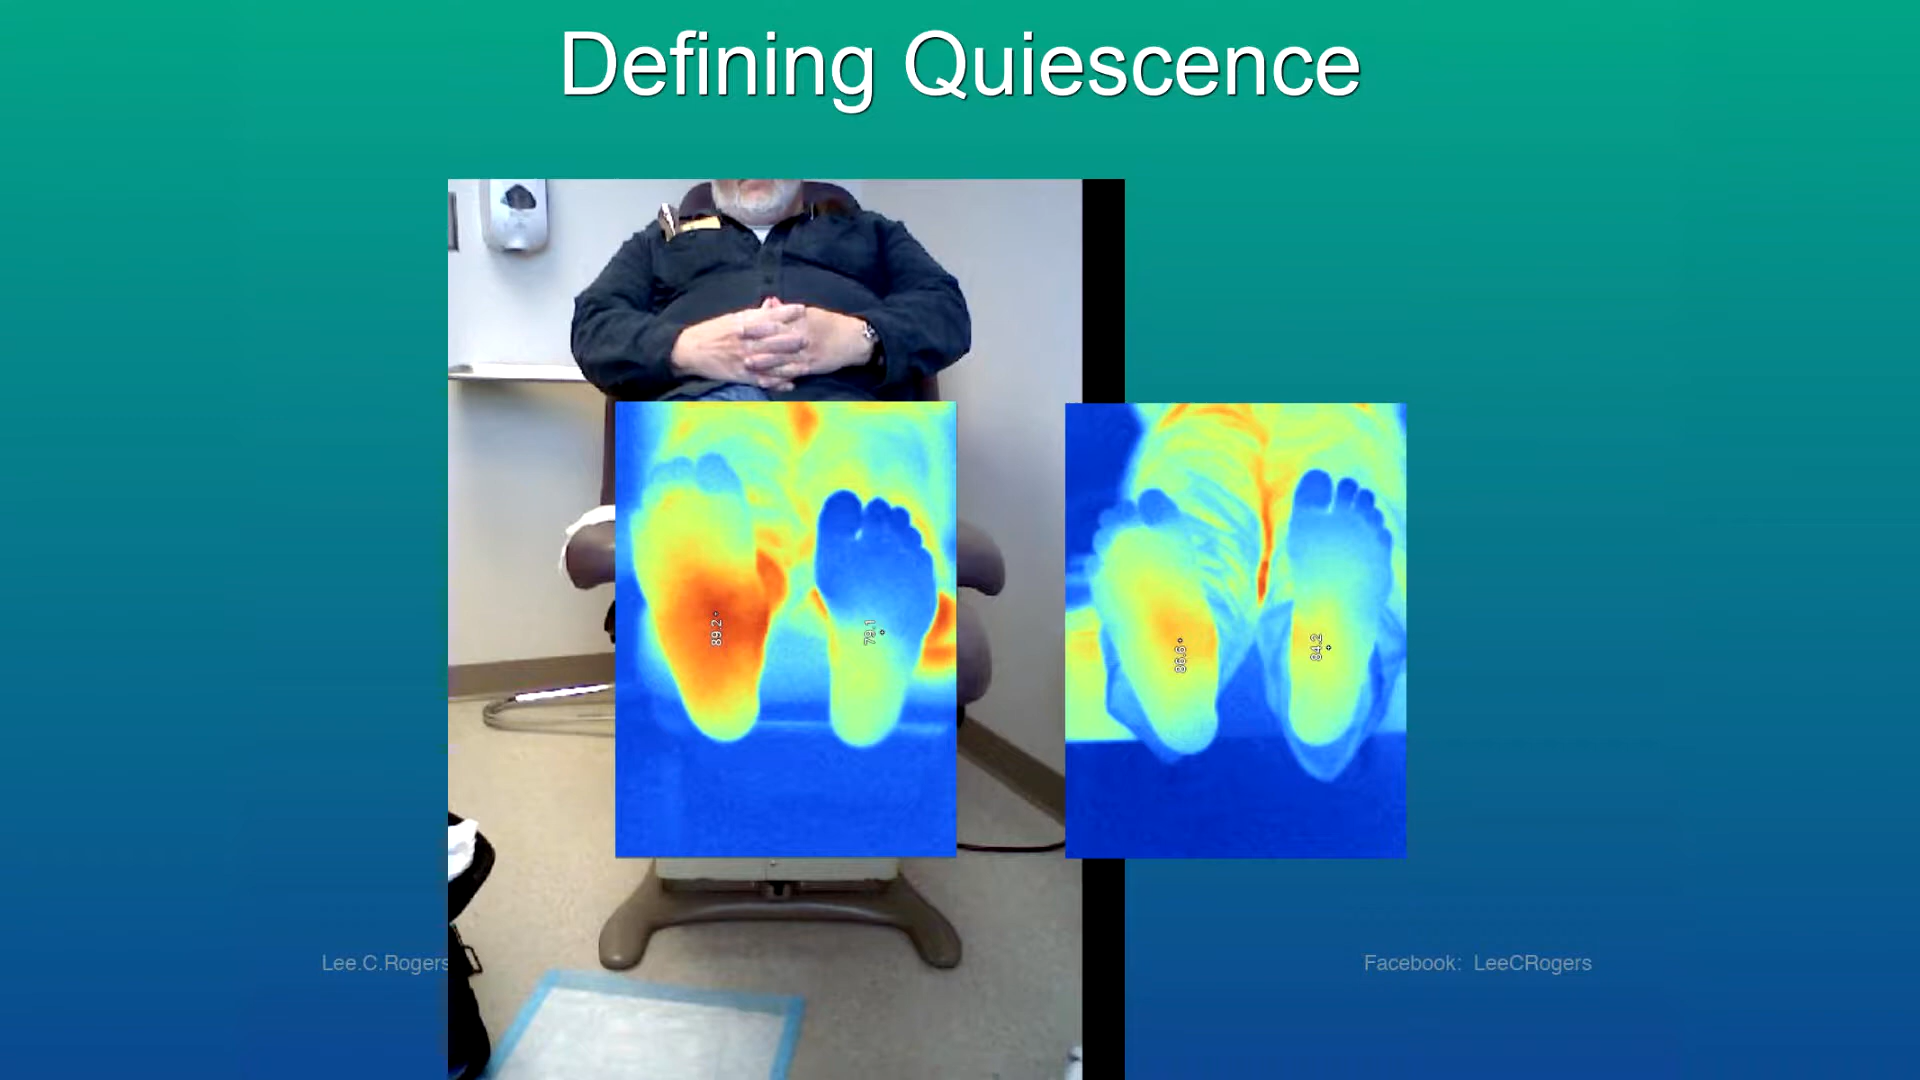 Defining Quiescence
89.2
79.1
84.2
Lee.C.Rogers
Facebook: LeeCRogers